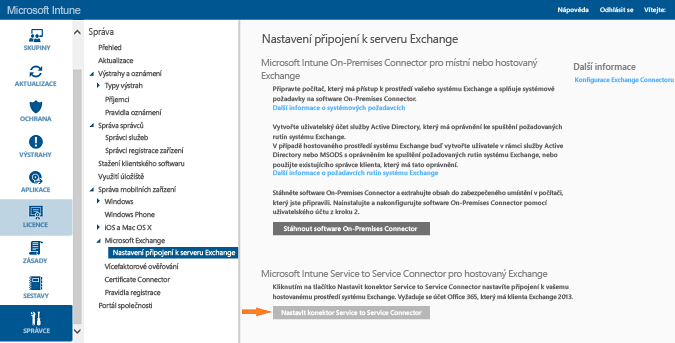 Microsoft Intune
Nápověda Odhlásit se Vítejte.
SKUPINY
AKTUALIZACE
OCHRANA
VÝSTRAHY
APLIKACE
LICENCE
ZÁSADY
SESTAVY
SPRÁVCE
Správa
Přehled
Aktualizace
Výstrahy a oznámení
Typy výstrah
Příjemci
Pravidla oznámení
Správa správců
Správci služeb
Správci registrace zařízení
Stažení klientského softwaru
Využití úložiště
Správa mobilních zařízení
Windows
Windows Phone
iOS a Mac OS X
Microsoft Exchange
Nastavení připojení k serveru Exchange
Vícefaktorové ověřování
Certificate Connector
Pravidla registrace
Portál společnosti
Nastavení připojení k serveru Exchange
Microsoft Intune On-Premises Connector pro místní nebo hostovaný
Exchange
Připravte počítač, který má přístup k prostředí vašeho systému Exchange a splňuje systémové
požadavky na software On-Premises Connector.
Další informace o systémových požadavcích
Vytvořte uživatelský účet služby Active Directory, který má oprávnění ke spuštění požadovaných
rutin systému Exchange.
V případě hostovaného prostředí systému Exchange buď vytvořte uživatele v rámci služby Active
Directory nebo MSODS s oprávněním ke spuštění požadovaných rutin systému Exchange, nebo
použijte existujícího správce klienta, který má tato oprávnění.
Další informace o požadavcích rutin systému Exchange
Stáhněte software On-Premises Connector a extrahujte obsah do zabezpečeného umístění v počítači,
který jste připravili. Nainstalujte a nakonfigurujte software On-Premises Connector pomocí
uživatelského účtu z kroku 2.
Stáhnout software On-Premises Connector
Microsoft Intune Service to Service Connector pro hostovaný Exchange
Kliknutím na tlačítko Nastavit konektor Service to Service Connector nastavíte připojení k vašemu
hostovanému prostředí systému Exchange. Vyžaduje se účet Office 365, který má klienta Exchange 2013.
Nastavit konektor Service to Service Connector
Další informace
Konfigurace Exchange Connectoru